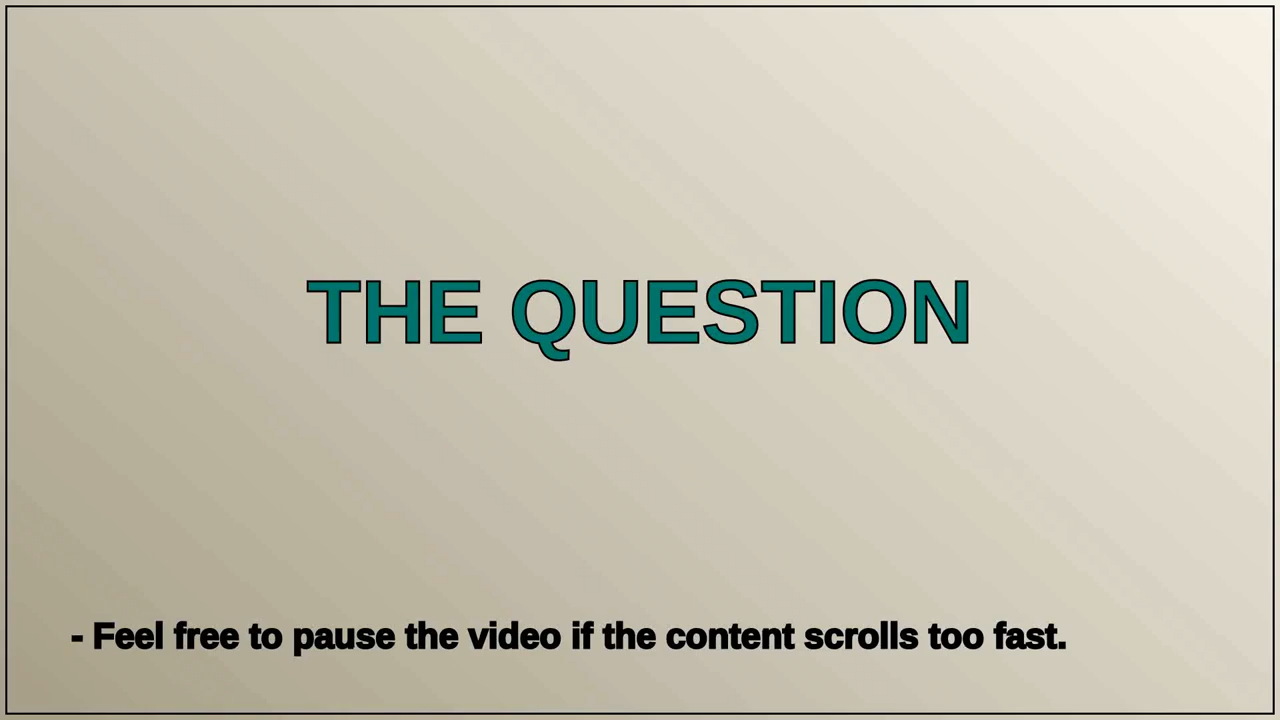 THE QUESTION
- Feel free to pause the video if the content scrolls too fast.